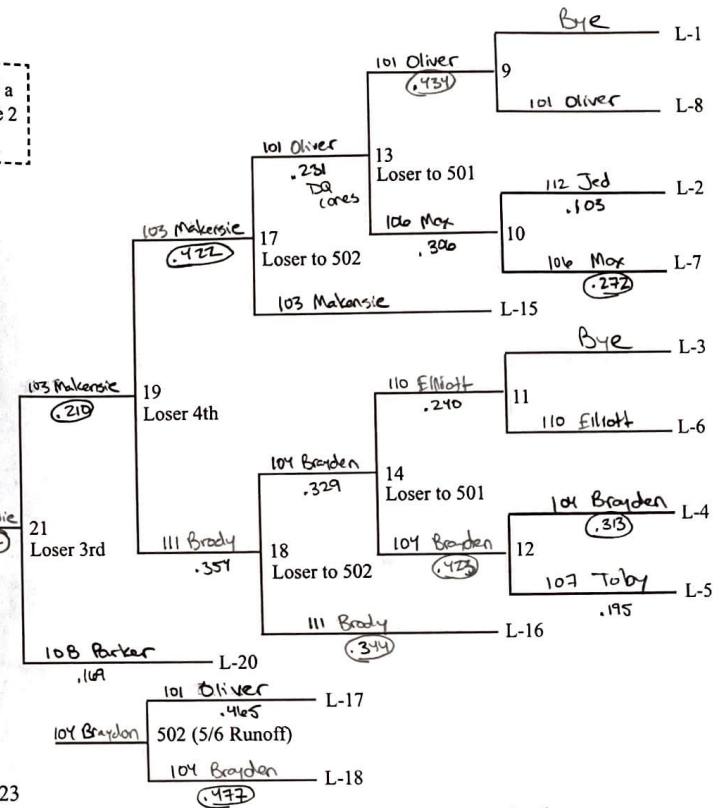 Bye
L-1
101 Oliver
.434
9
a
e 2
101 Oliver
L-8
101 Oliver
.231
DQ
cones
13
Loser to 501
112 Jed
L-2
.103
106 Max
.306
10
103 Makensie
.422
17
Loser to 502
106 Max
L-7
.272
103 Makensie
L-15
Bye
L-3
110 Elliott
.240
11
103 Makensie
.210
19
Loser 4th
110 Elliott
L-6
104 Brayden
.329
14
Loser to 501
104 Brayden
L-4
.313
ie
21
Loser 3rd
111 Brody
.354
18
Loser to 502
104 Brayden
.423
12
107 Toby
L-5
.195
111 Brody
L-16
.344
108 Parker
L-20
.169
101 Oliver
L-17
.465
104 Braydon
502 (5/6 Runoff)
104 Brayden
L-18
.477
23